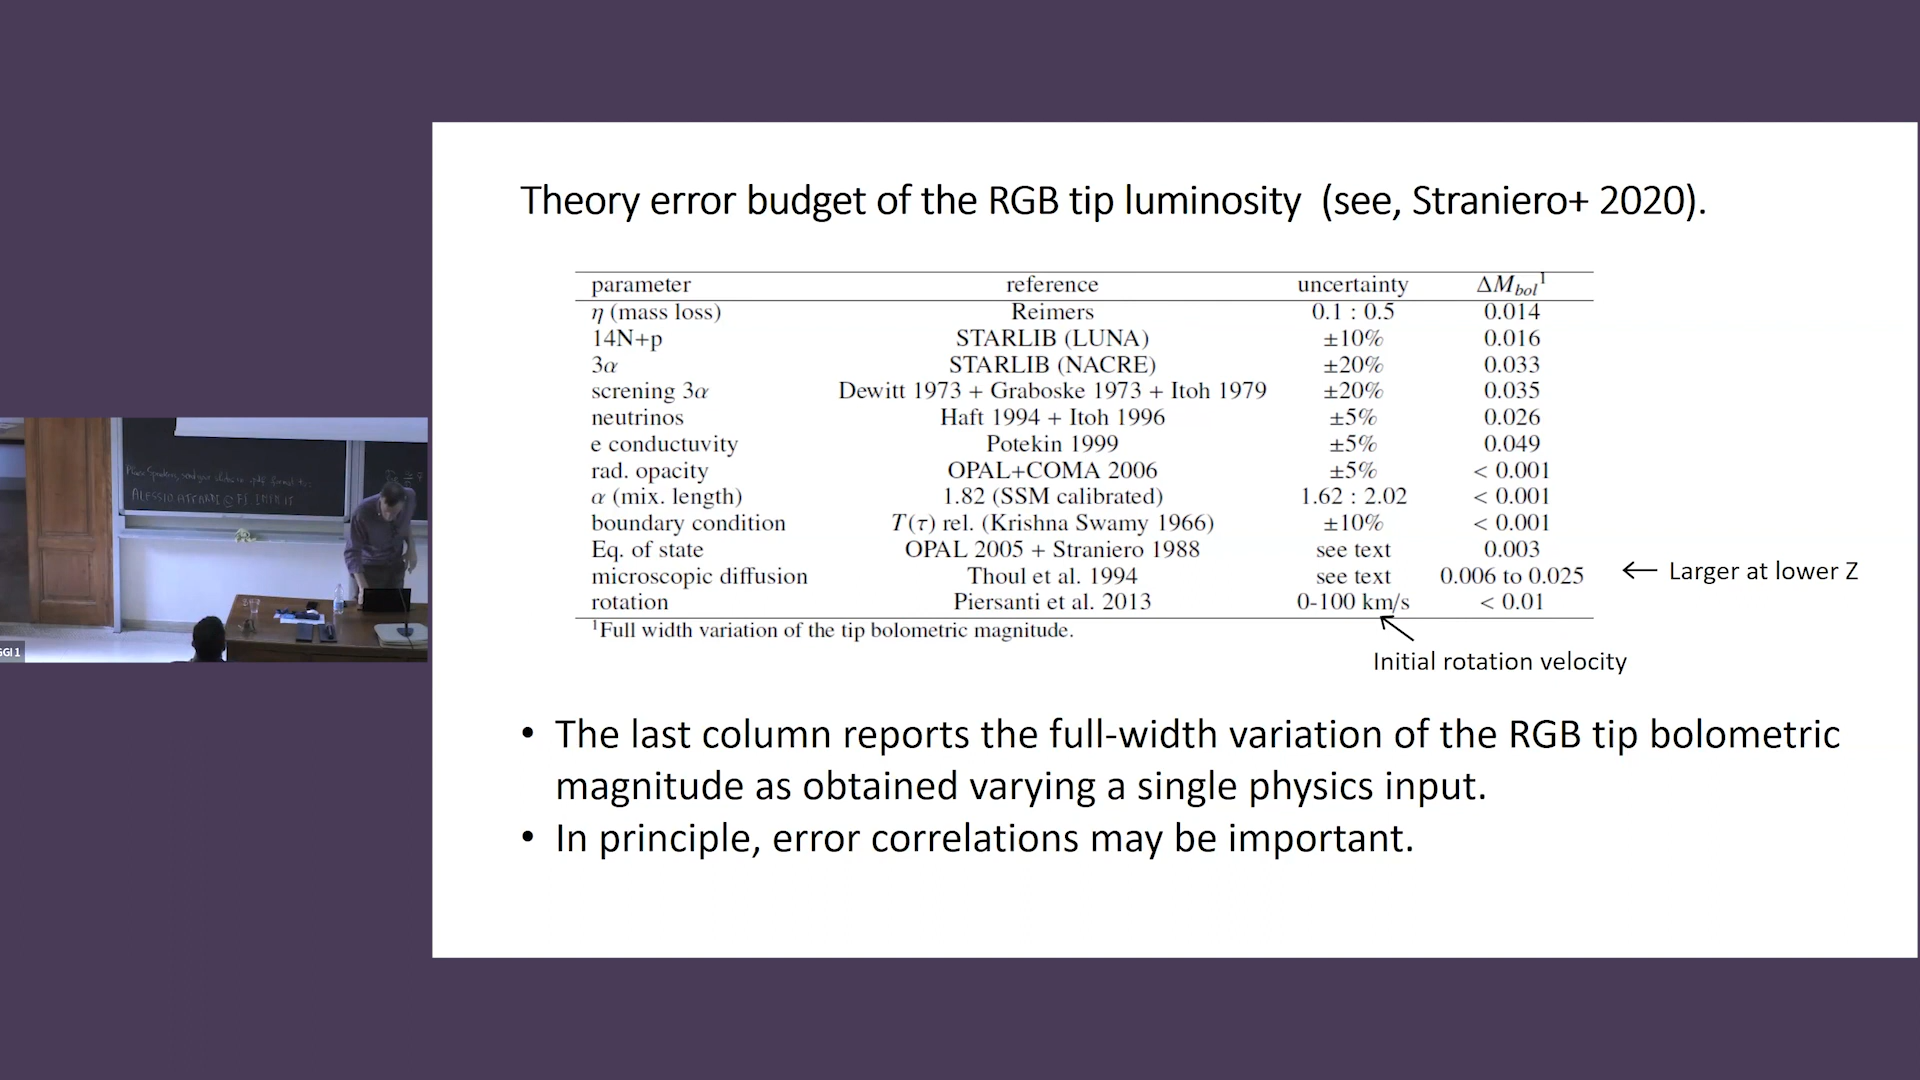 Theory error budget of the RGB tip luminosity (see, Straniero+ 2020).
parameter reference uncertainty ΔMbol¹
η (mass loss) Reimers 0.1 : 0.5 0.014
14N+p STARLIB (LUNA) ±10% 0.016
3α STARLIB (NACRE) ±20% 0.033
screning 3α Dewitt 1973 + Graboske 1973 + Itoh 1979 ±20% 0.035
neutrinos Haft 1994 + Itoh 1996 ±5% 0.026
e conductuvity Potekin 1999 ±5% 0.049
rad. opacity OPAL+COMA 2006 ±5% < 0.001
α (mix. length) 1.82 (SSM calibrated) 1.62 : 2.02 < 0.001
boundary condition T(τ) rel. (Krishna Swamy 1966) ±10% < 0.001
Eq. of state OPAL 2005 + Straniero 1988 see text 0.003
microscopic diffusion Thoul et al. 1994 see text 0.006 to 0.025 ← Larger at lower Z
rotation Piersanti et al. 2013 0-100 km/s < 0.01
¹Full width variation of the tip bolometric magnitude.
Initial rotation velocity
• The last column reports the full-width variation of the RGB tip bolometric
magnitude as obtained varying a single physics input.
• In principle, error correlations may be important.
GGI 1